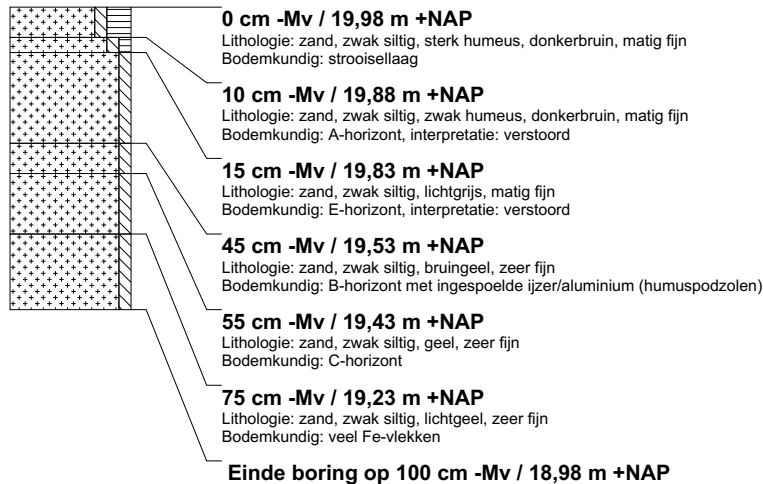 0 cm -Mv / 19,98 m +NAP
Lithologie: zand, zwak siltig, sterk humeus, donkerbruin, matig fijn
Bodemkundig: strooisellaag
10 cm -Mv / 19,88 m +NAP
Lithologie: zand, zwak siltig, zwak humeus, donkerbruin, matig fijn
Bodemkundig: A-horizont, interpretatie: verstoord
15 cm -Mv / 19,83 m +NAP
Lithologie: zand, zwak siltig, lichtgrijs, matig fijn
Bodemkundig: E-horizont, interpretatie: verstoord
45 cm -Mv / 19,53 m +NAP
Lithologie: zand, zwak siltig, bruingeel, zeer fijn
Bodemkundig: B-horizont met ingespoelde ijzer/aluminium (humuspodzolen)
55 cm -Mv / 19,43 m +NAP
Lithologie: zand, zwak siltig, geel, zeer fijn
Bodemkundig: C-horizont
75 cm -Mv / 19,23 m +NAP
Lithologie: zand, zwak siltig, lichtgeel, zeer fijn
Bodemkundig: veel Fe-vlekken
Einde boring op 100 cm -Mv / 18,98 m +NAP